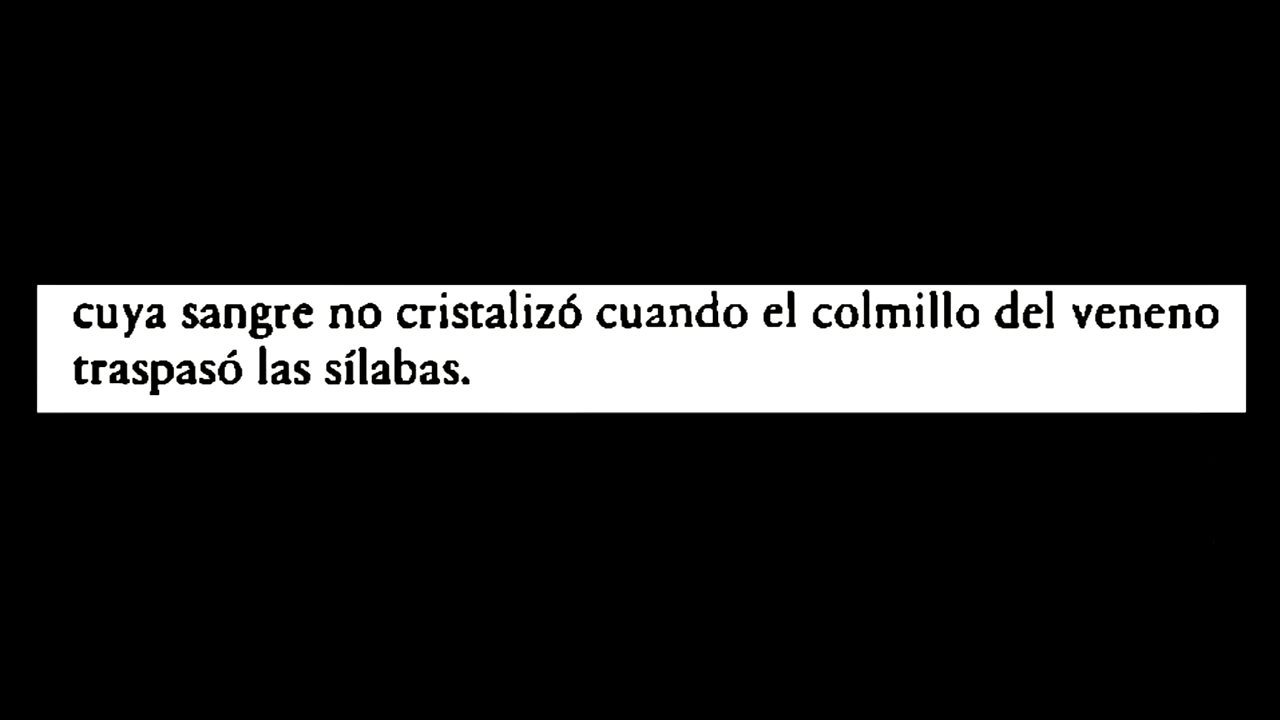 cuya sangre no cristalizó cuando el colmillo del veneno
traspasó las sílabas.